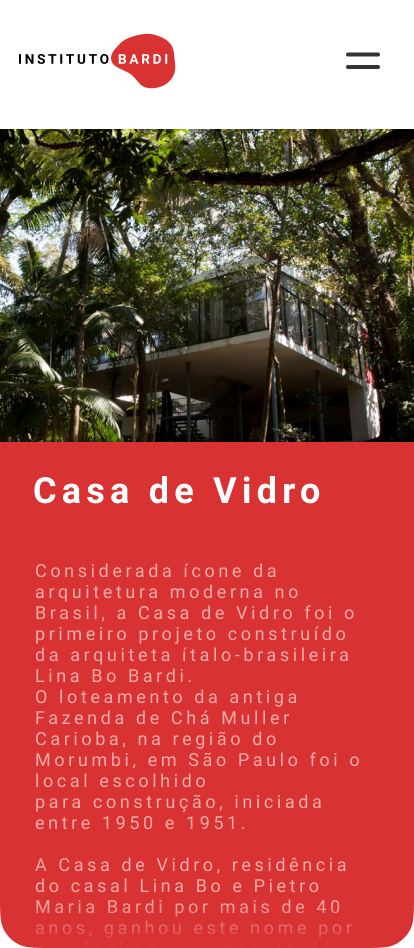 INSTITUTO BARDI
Casa de Vidro
Considerada ícone da
arquitetura moderna no
Brasil, a Casa de Vidro foi o
primeiro projeto construído
da arquiteta ítalo-brasileira
Lina Bo Bardi.
O loteamento da antiga
Fazenda de Chá Muller
Carioba, na região do
Morumbi, em São Paulo foi o
local escolhido
para construção, iniciada
entre 1950 e 1951.
A Casa de Vidro, residência
do casal Lina Bo e Pietro
Maria Bardi por mais de 40
anos, ganhou este nome por